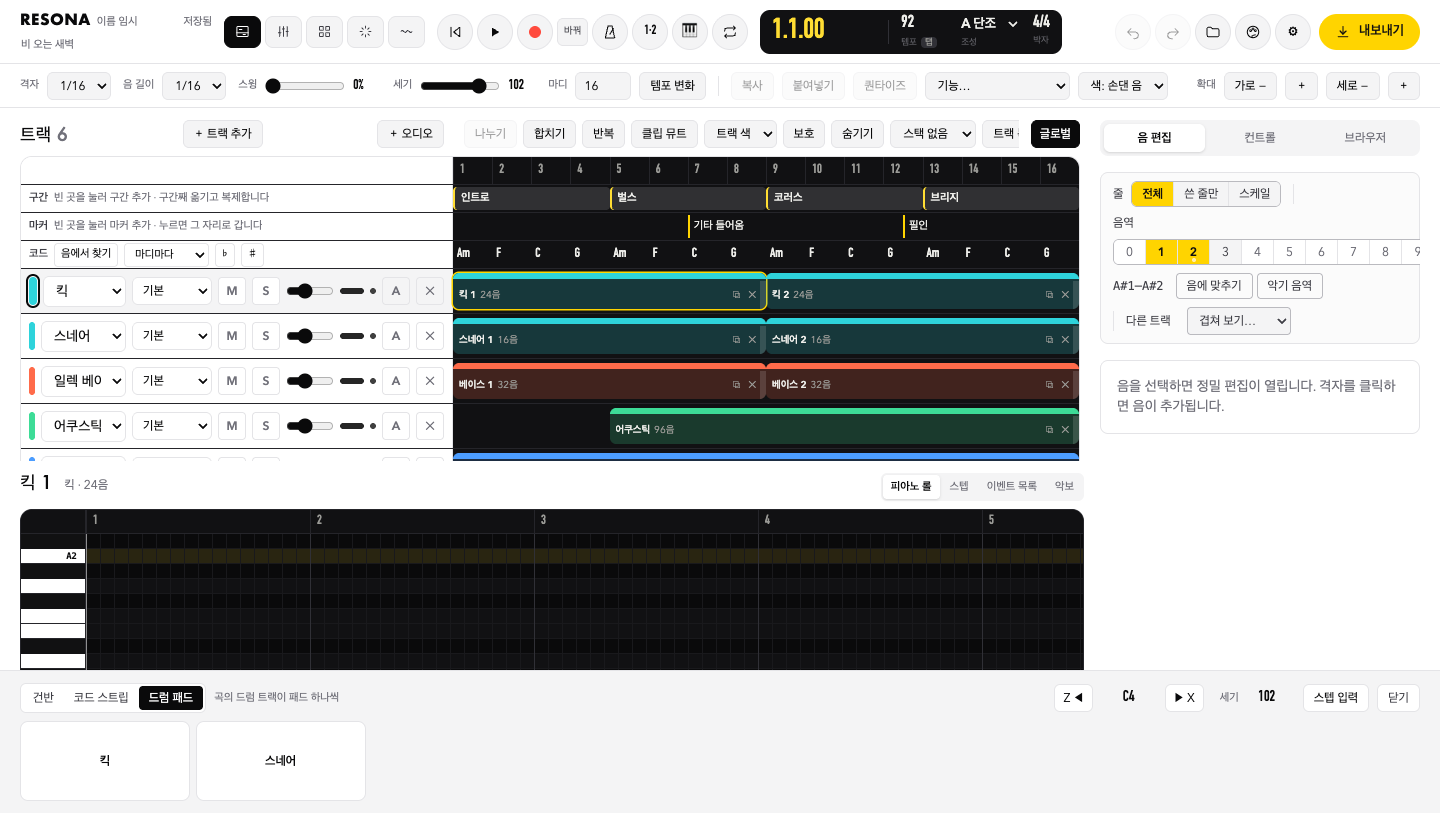 RESONA 이름 임시 저장됨 바꿔 1·2 1.1.00 92 A 단조 4/4 내보내기
비 오는 새벽 템포 탭 조성 박자
격자 1/16 음 길이 1/16 스윙 0% 세기 102 마디 16 템포 변화 복사 붙여넣기 퀀타이즈 기능... 색: 손댄 음 확대 가로 – + 세로 – +
트랙 6 + 트랙 추가 + 오디오 나누기 합치기 반복 클립 뮤트 트랙 색 보호 숨기기 스택 없음 트랙 글로벌 음 편집 컨트롤 브라우저
1 2 3 4 5 6 7 8 9 10 11 12 13 14 15 16
구간 빈 곳을 눌러 구간 추가 · 구간째 옮기고 복제합니다 인트로 벌스 코러스 브리지
줄 전체 쓴 줄만 스케일
마커 빈 곳을 눌러 마커 추가 · 누르면 그 자리로 갑니다 기타 들어옴 필인
음역
코드 음에서 찾기 마디마다 ♭ # Am F C G Am F C G Am F C G Am F C G
0 1 2 3 4 5 6 7 8 9
킥 기본 M S A × 킥 1 24음 × 킥 2 24음 ×
A#1–A#2 음에 맞추기 악기 음역
다른 트랙 겹쳐 보기...
스네어 기본 M S A × 스네어 1 16음 × 스네어 2 16음 ×
일렉 베이 기본 M S A × 베이스 1 32음 × 베이스 2 32음 ×
음을 선택하면 정밀 편집이 열립니다. 격자를 클릭하
면 음이 추가됩니다.
어쿠스틱 기본 M S A × 어쿠스틱 96음 ×
킥 1 킥 · 24음 피아노 롤 스텝 이벤트 목록 악보
1 2 3 4 5
A2
건반 코드 스트립 드럼 패드 곡의 드럼 트랙이 패드 하나씩 Z ◀ C4 ▶ X 세기 102 스텝 입력 닫기
킥 스네어